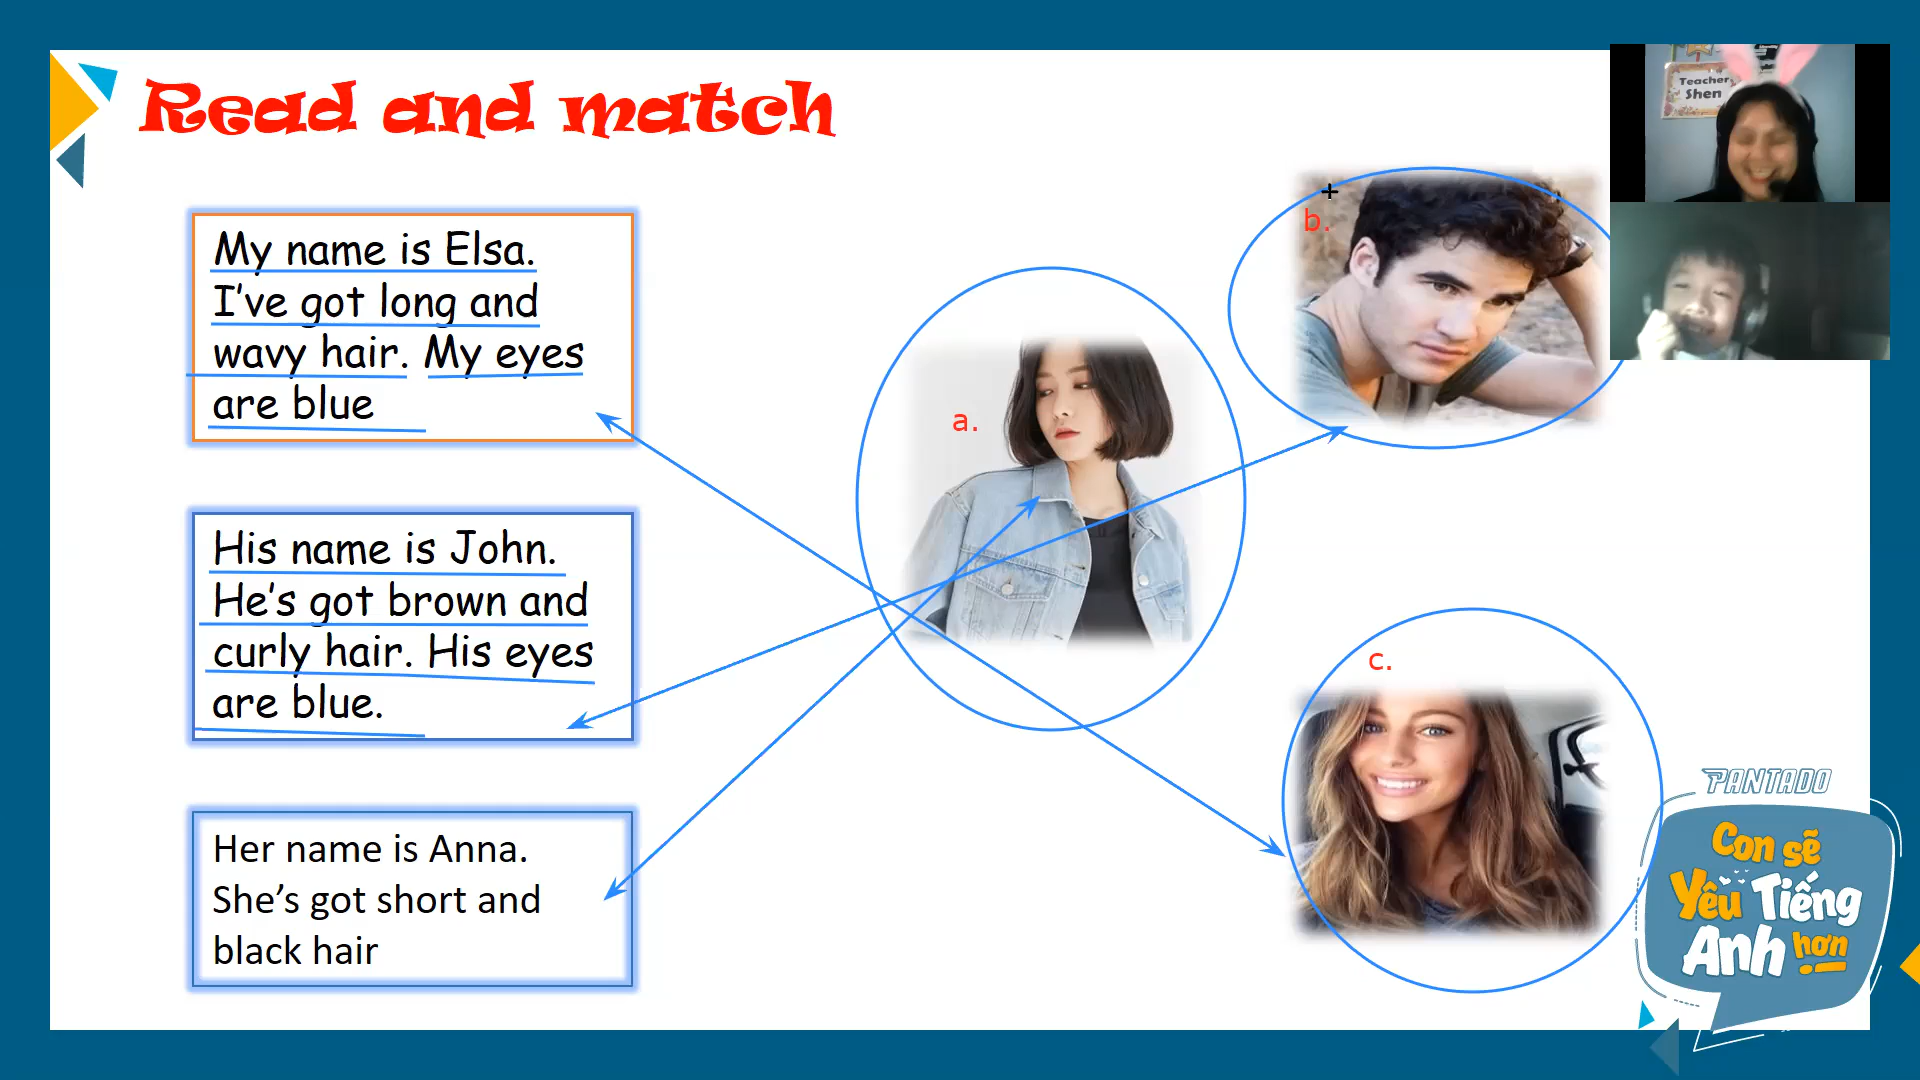 Read and match
My name is Elsa.
I've got long and
wavy hair. My eyes
are blue
His name is John.
He's got brown and
curly hair. His eyes
are blue.
Her name is Anna.
She's got short and
black hair
a.
b.
c.
Teacher
Shen
PANTADO
Con sẽ
Yêu Tiếng
Anh hơn